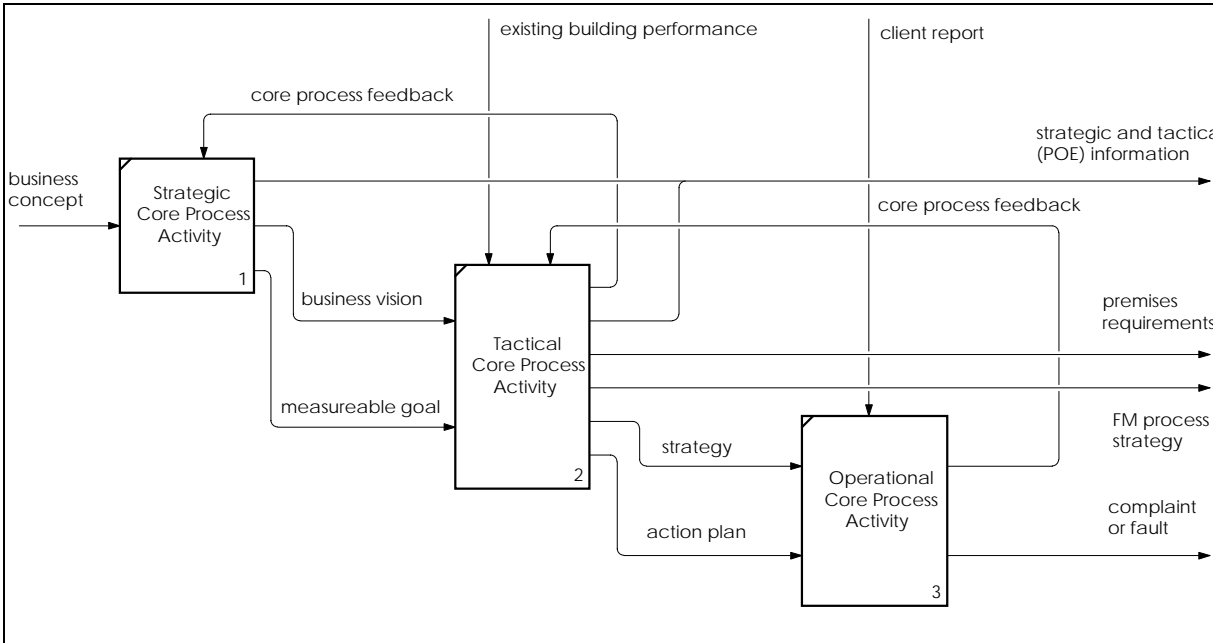 existing building performance
client report
core process feedback
strategic and tactica
(POE) information
business
concept
Strategic
Core Process
Activity
1
core process feedback
business vision
premises
requirements
Tactical
Core Process
Activity
2
measureable goal
FM process
strategy
strategy
Operational
Core Process
Activity
3
complaint
or fault
action plan